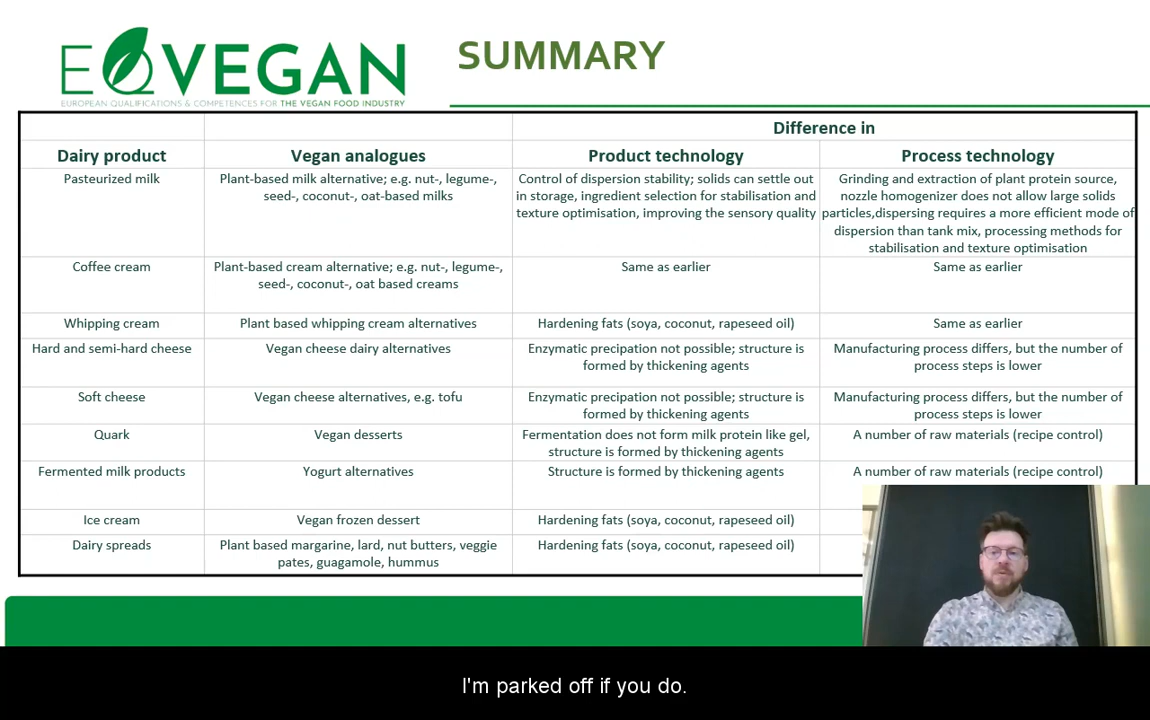 EQVEGAN
EUROPEAN QUALIFICATIONS & COMPETENCES FOR THE VEGAN FOOD INDUSTRY
SUMMARY
Difference in
Dairy product
Vegan analogues
Product technology
Process technology
Pasteurized milk
Plant-based milk alternative; e.g. nut-, legume-,
seed-, coconut-, oat-based milks
Control of dispersion stability; solids can settle out
in storage, ingredient selection for stabilisation and
texture optimisation, improving the sensory quality
Grinding and extraction of plant protein source,
nozzle homogenizer does not allow large solids
particles,dispersing requires a more efficient mode of
dispersion than tank mix, processing methods for
stabilisation and texture optimisation
Coffee cream
Plant-based cream alternative; e.g. nut-, legume-,
seed-, coconut-, oat based creams
Same as earlier
Same as earlier
Whipping cream
Plant based whipping cream alternatives
Hardening fats (soya, coconut, rapeseed oil)
Same as earlier
Hard and semi-hard cheese
Vegan cheese dairy alternatives
Enzymatic precipation not possible; structure is
formed by thickening agents
Manufacturing process differs, but the number of
process steps is lower
Soft cheese
Vegan cheese alternatives, e.g. tofu
Enzymatic precipation not possible; structure is
formed by thickening agents
Manufacturing process differs, but the number of
process steps is lower
Quark
Vegan desserts
Fermentation does not form milk protein like gel,
structure is formed by thickening agents
A number of raw materials (recipe control)
Fermented milk products
Yogurt alternatives
Structure is formed by thickening agents
A number of raw materials (recipe control)
Ice cream
Vegan frozen dessert
Hardening fats (soya, coconut, rapeseed oil)
Dairy spreads
Plant based margarine, lard, nut butters, veggie
pates, guagamole, hummus
Hardening fats (soya, coconut, rapeseed oil)
I'm parked off if you do.